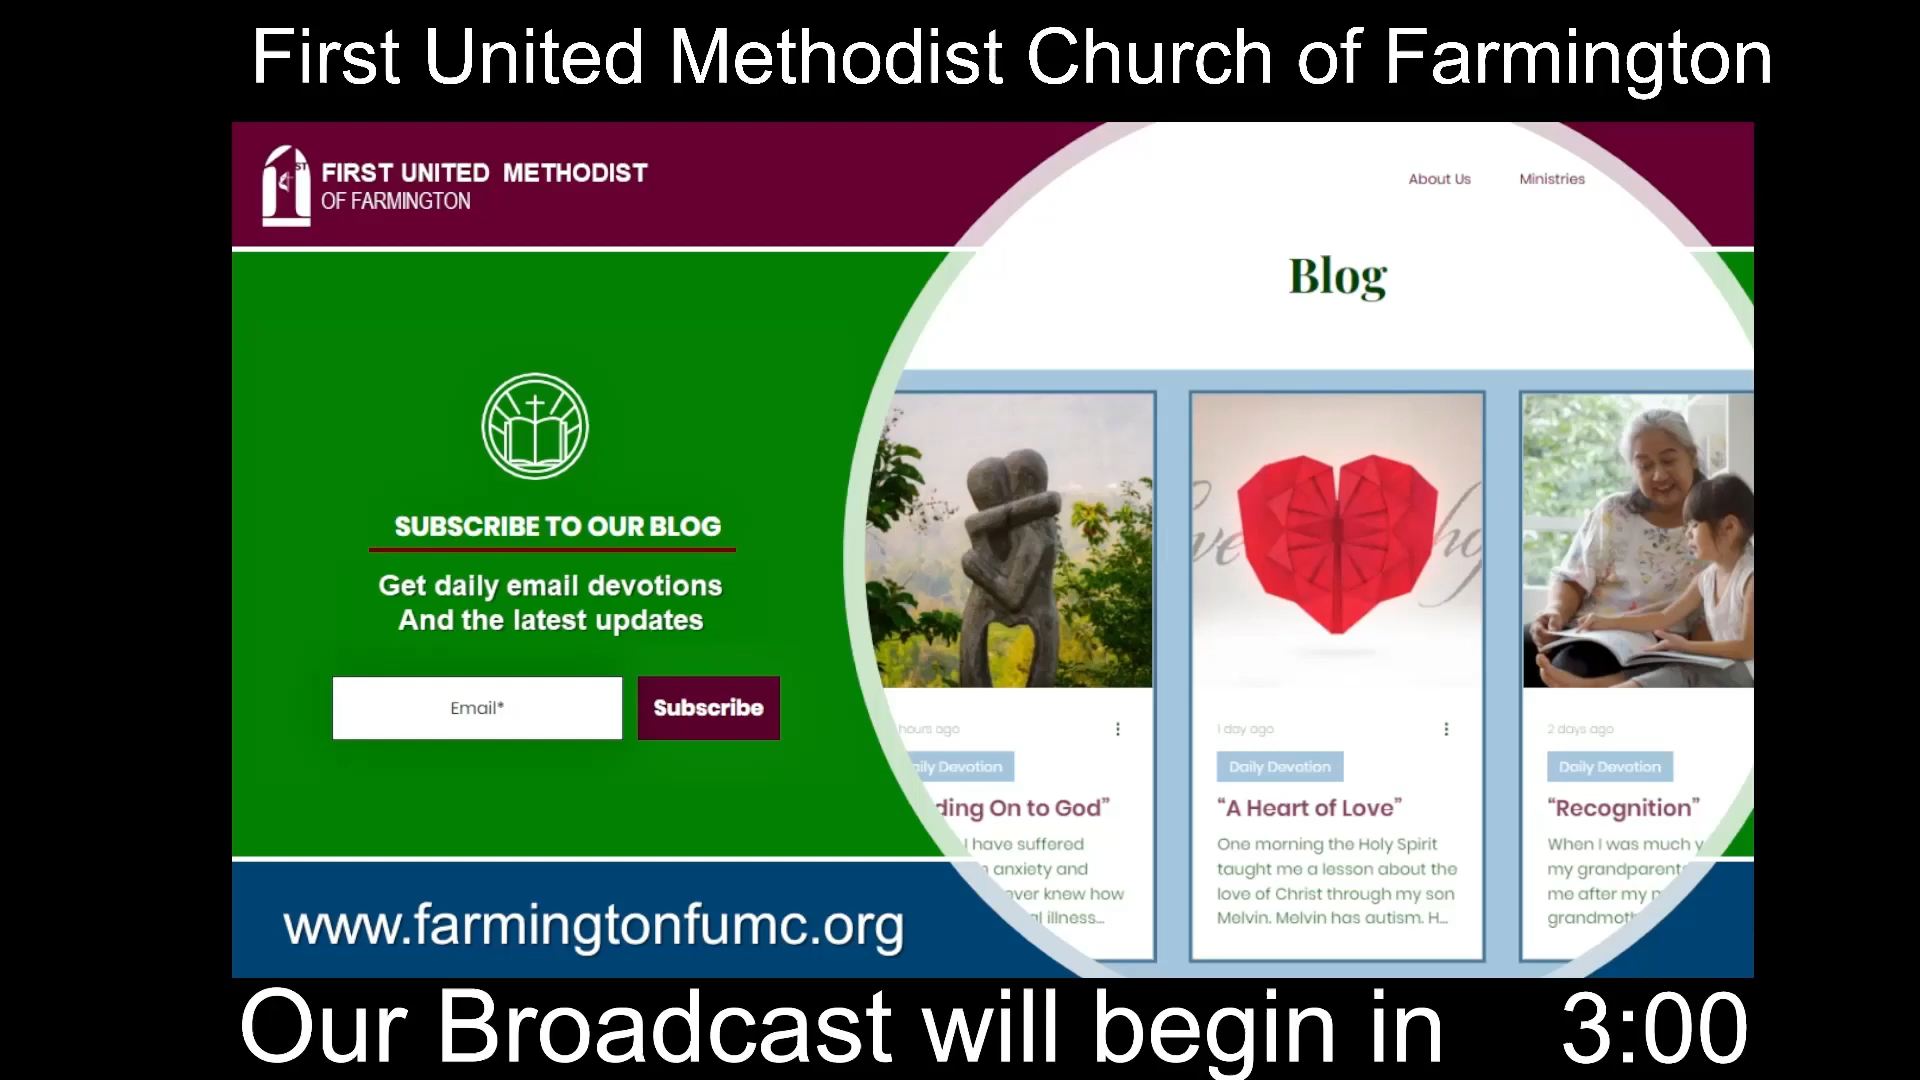 First United Methodist Church of Farmington
FIRST UNITED METHODIST
OF FARMINGTON
About Us
Ministries
Blog
SUBSCRIBE TO OUR BLOG
Get daily email devotions
And the latest updates
Email*
Subscribe
hours ago
aily Devotion
ding On to God”
I have suffered
anxiety and
ver knew how
illness...
1 day ago
Daily Devotion
“A Heart of Love”
One morning the Holy Spirit
taught me a lesson about the
love of Christ through my son
Melvin. Melvin has autism. H...
2 days ago
Daily Devotion
“Recognition”
When I was much
my grandparents
me after my
grandmoth
www.farmingtonfumc.org
Our Broadcast will begin in 3:00